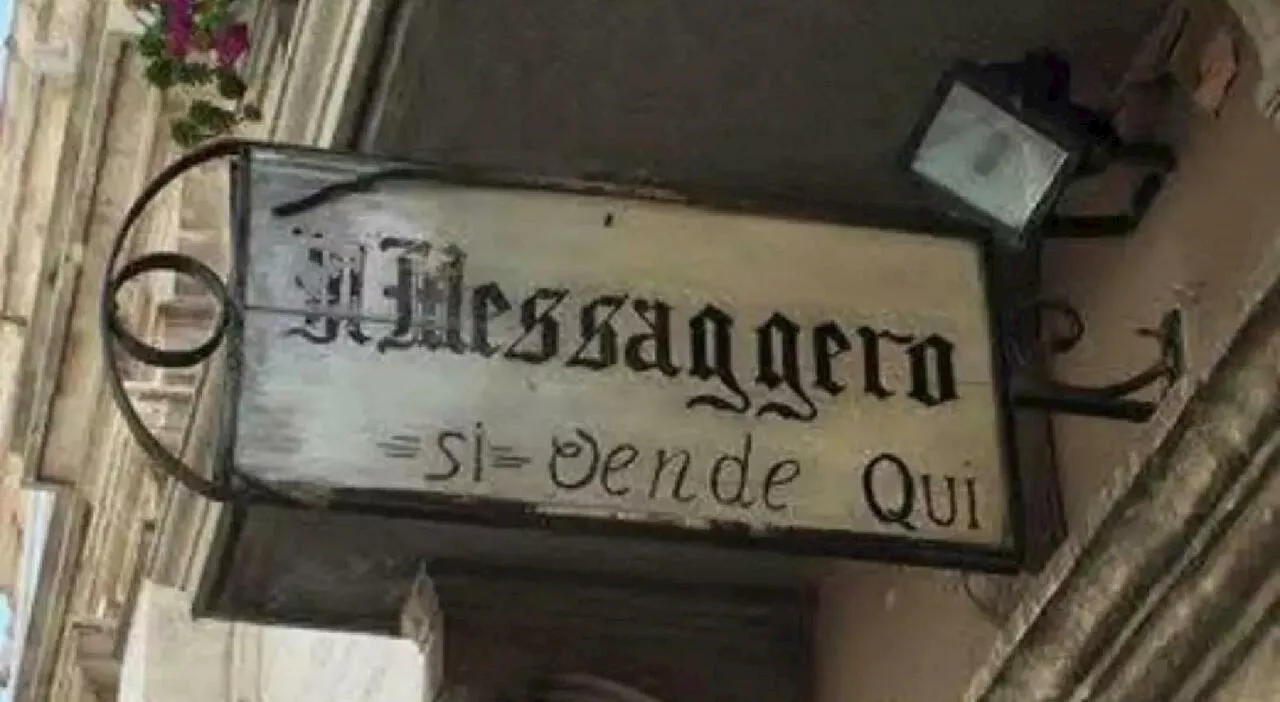 Il Messaggero
=Si= Vende Qui